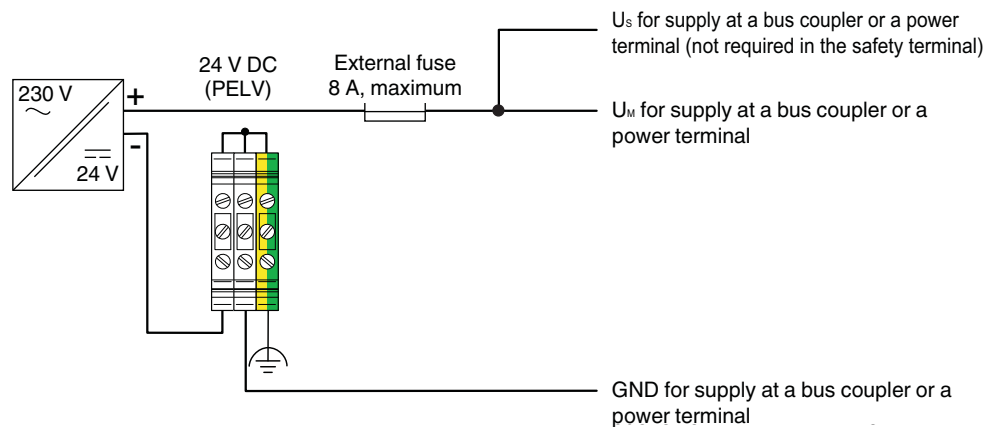 Us for supply at a bus coupler or a power
terminal (not required in the safety terminal)
24 V DC
(PELV)
External fuse
8 A, maximum
230 V
+
-
24 V
UM for supply at a bus coupler or a
power terminal
GND for supply at a bus coupler or a
power terminal